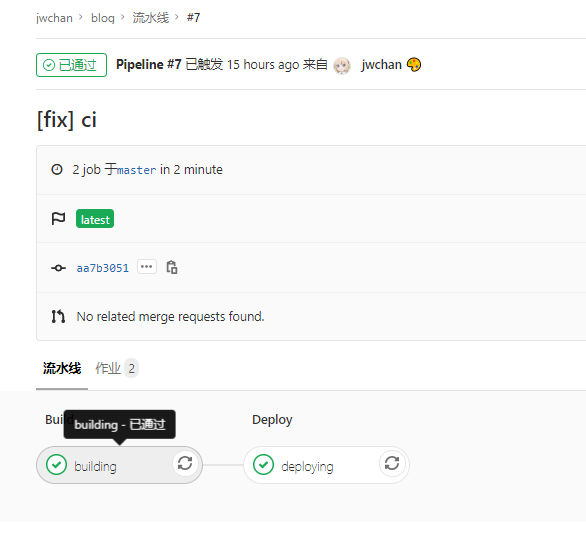 jwchan > blog > 流水线 > #7
已通过 Pipeline #7 已触发 15 hours ago 来自 jwchan
[fix] ci
2 job 于master in 2 minute
latest
aa7b3051 ...
No related merge requests found.
流水线 作业 2
Build Deploy
building - 已通过
building deploying